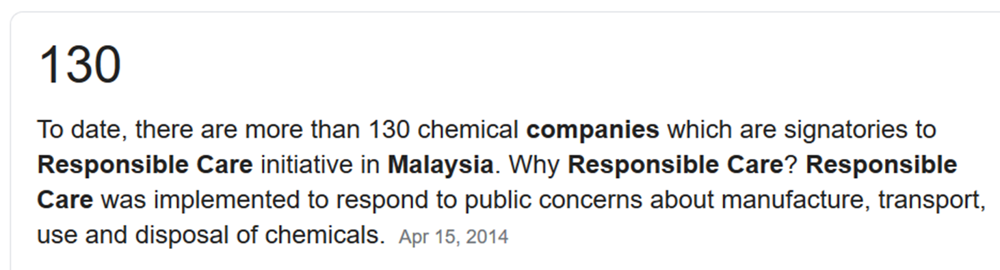 130
To date, there are more than 130 chemical companies which are signatories to
Responsible Care initiative in Malaysia. Why Responsible Care? Responsible
Care was implemented to respond to public concerns about manufacture, transport,
use and disposal of chemicals. Apr 15, 2014